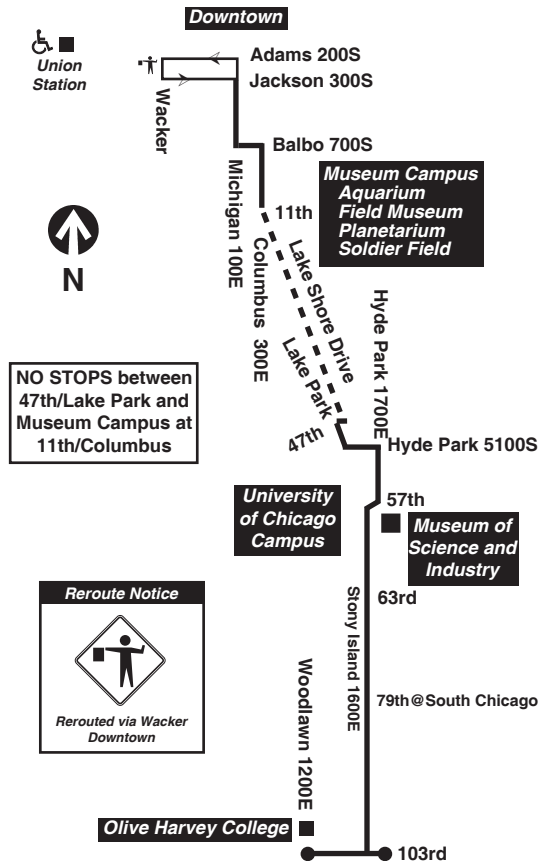 Downtown
Union
Station
Adams 200S
Jackson 300S
Wacker
Balbo 700S
Michigan 100E
Museum Campus
Aquarium
Field Museum
Planetarium
Soldier Field
11th
Columbus 300E
Lake Shore Drive
Lake Park
Hyde Park 1700E
N
NO STOPS between
47th/Lake Park and
Museum Campus at
11th/Columbus
47th
Hyde Park 5100S
University
of Chicago
Campus
57th
Museum of
Science and
Industry
Reroute Notice
Rerouted via Wacker
Downtown
63rd
Stony Island 1600E
79th@South Chicago
Woodlawn 1200E
Olive Harvey College
103rd